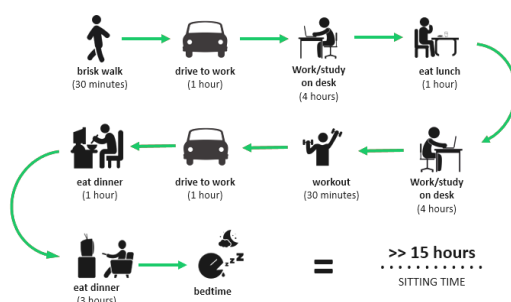 brisk walk
(30 minutes)
drive to work
(1 hour)
Work/study
on desk
(4 hours)
eat lunch
(1 hour)
eat dinner
(1 hour)
drive to work
(1 hour)
workout
(30 minutes)
Work/study
on desk
(4 hours)
eat dinner
(3 hours)
z z Z
bedtime
=
>> 15 hours
SITTING TIME